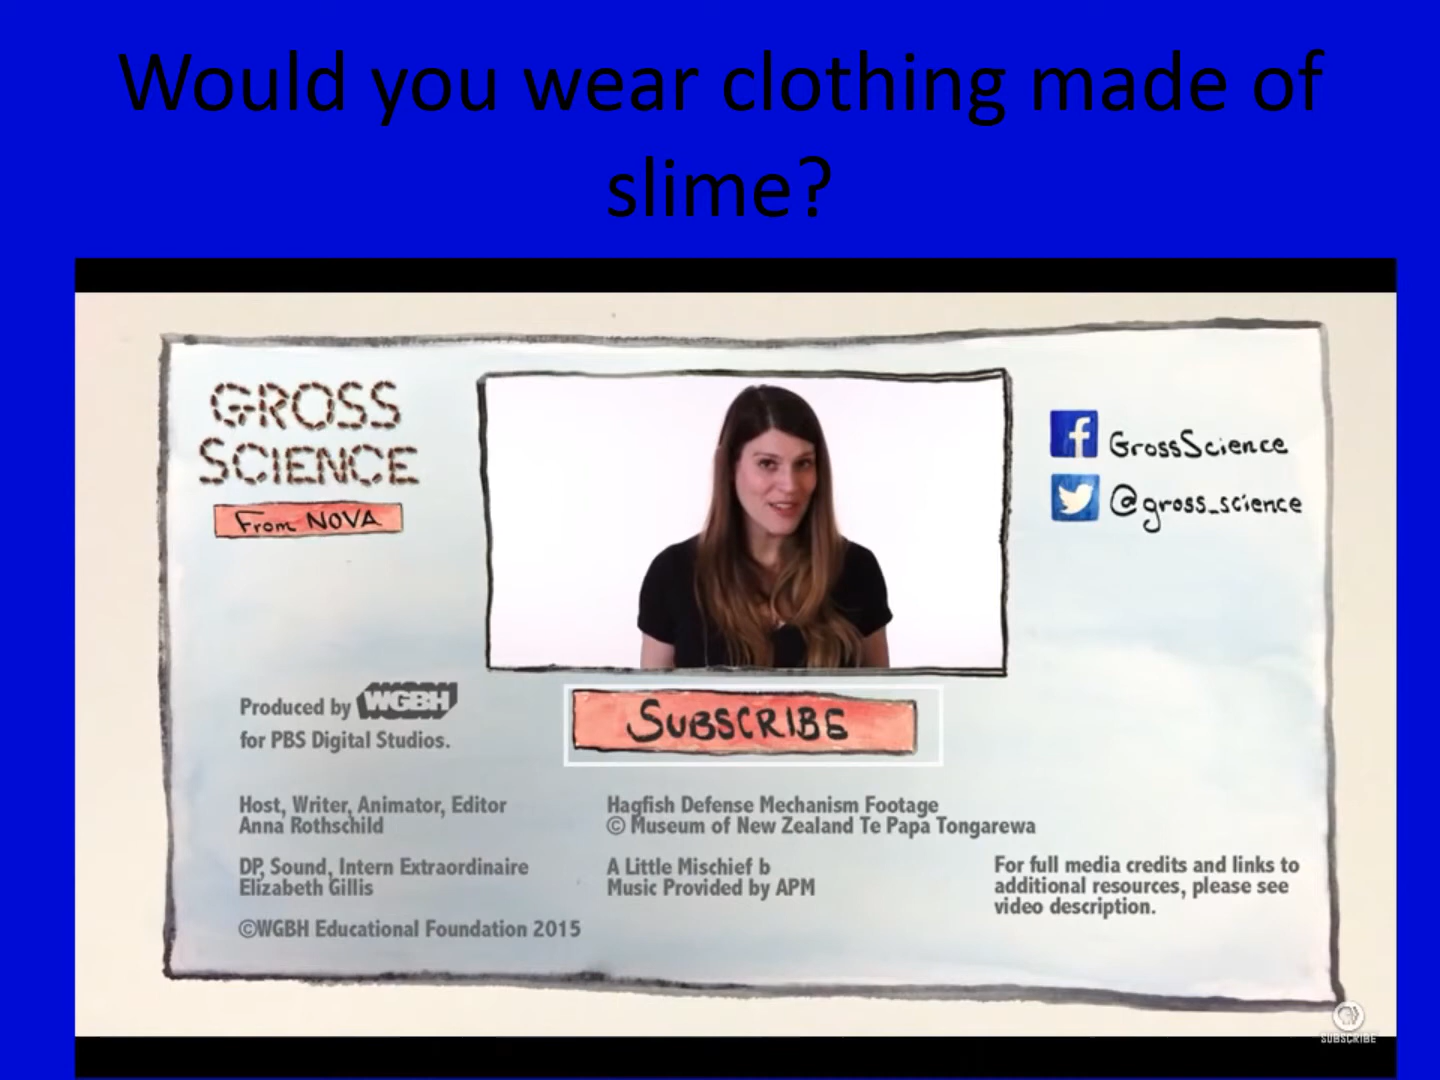 Would you wear clothing made of
slime?
GROSS
SCIENCE
From NOVA
GrossScience
@gross_science
Produced by WGBH
for PBS Digital Studios.
SUBSCRIBE
Host, Writer, Animator, Editor
Anna Rothschild
DP, Sound, Intern Extraordinaire
Elizabeth Gillis
©WGBH Educational Foundation 2015
Hagfish Defense Mechanism Footage
© Museum of New Zealand Te Papa Tongarewa
A Little Mischief b
Music Provided by APM
For full media credits and links to
additional resources, please see
video description.
SUBSCRIBE